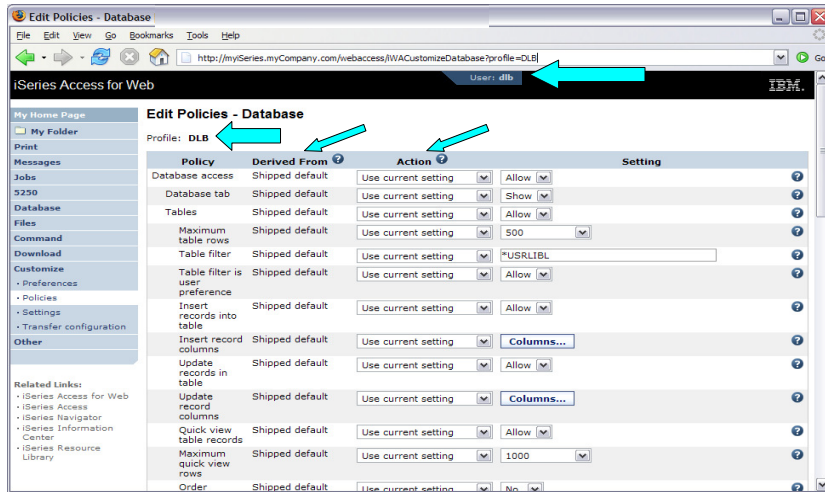 Edit Policies - Database
File Edit View Go Bookmarks Tools Help
http://myiSeries.myCompany.com/webaccess/iWACustomizeDatabase?profile=DLB
Go
iSeries Access for Web
User: dlb
IBM.
My Home Page
My Folder
Print
Messages
Jobs
5250
Database
Files
Command
Download
Customize
• Preferences
• Policies
• Settings
• Transfer configuration
Other
Related Links:
• iSeries Access for Web
• iSeries Access
• iSeries Navigator
• iSeries Information
Center
• iSeries Resource
Library
Edit Policies - Database
Profile: DLB
Policy Derived From ? Action ? Setting
Database access Shipped default Use current setting Allow ?
Database tab Shipped default Use current setting Show ?
Tables Shipped default Use current setting Allow ?
Maximum
table rows Shipped default Use current setting 500 ?
Table filter Shipped default Use current setting *USRLIBL ?
Table filter is
user
preference Shipped default Use current setting Allow ?
Insert
records into
table Shipped default Use current setting Allow ?
Insert record
columns Shipped default Use current setting Columns... ?
Update
records in
table Shipped default Use current setting Allow ?
Update
record
columns Shipped default Use current setting Columns... ?
Quick view
table records Shipped default Use current setting Allow ?
Maximum
quick view
rows Shipped default Use current setting 1000 ?
Order Shipped default Use current setting No ?